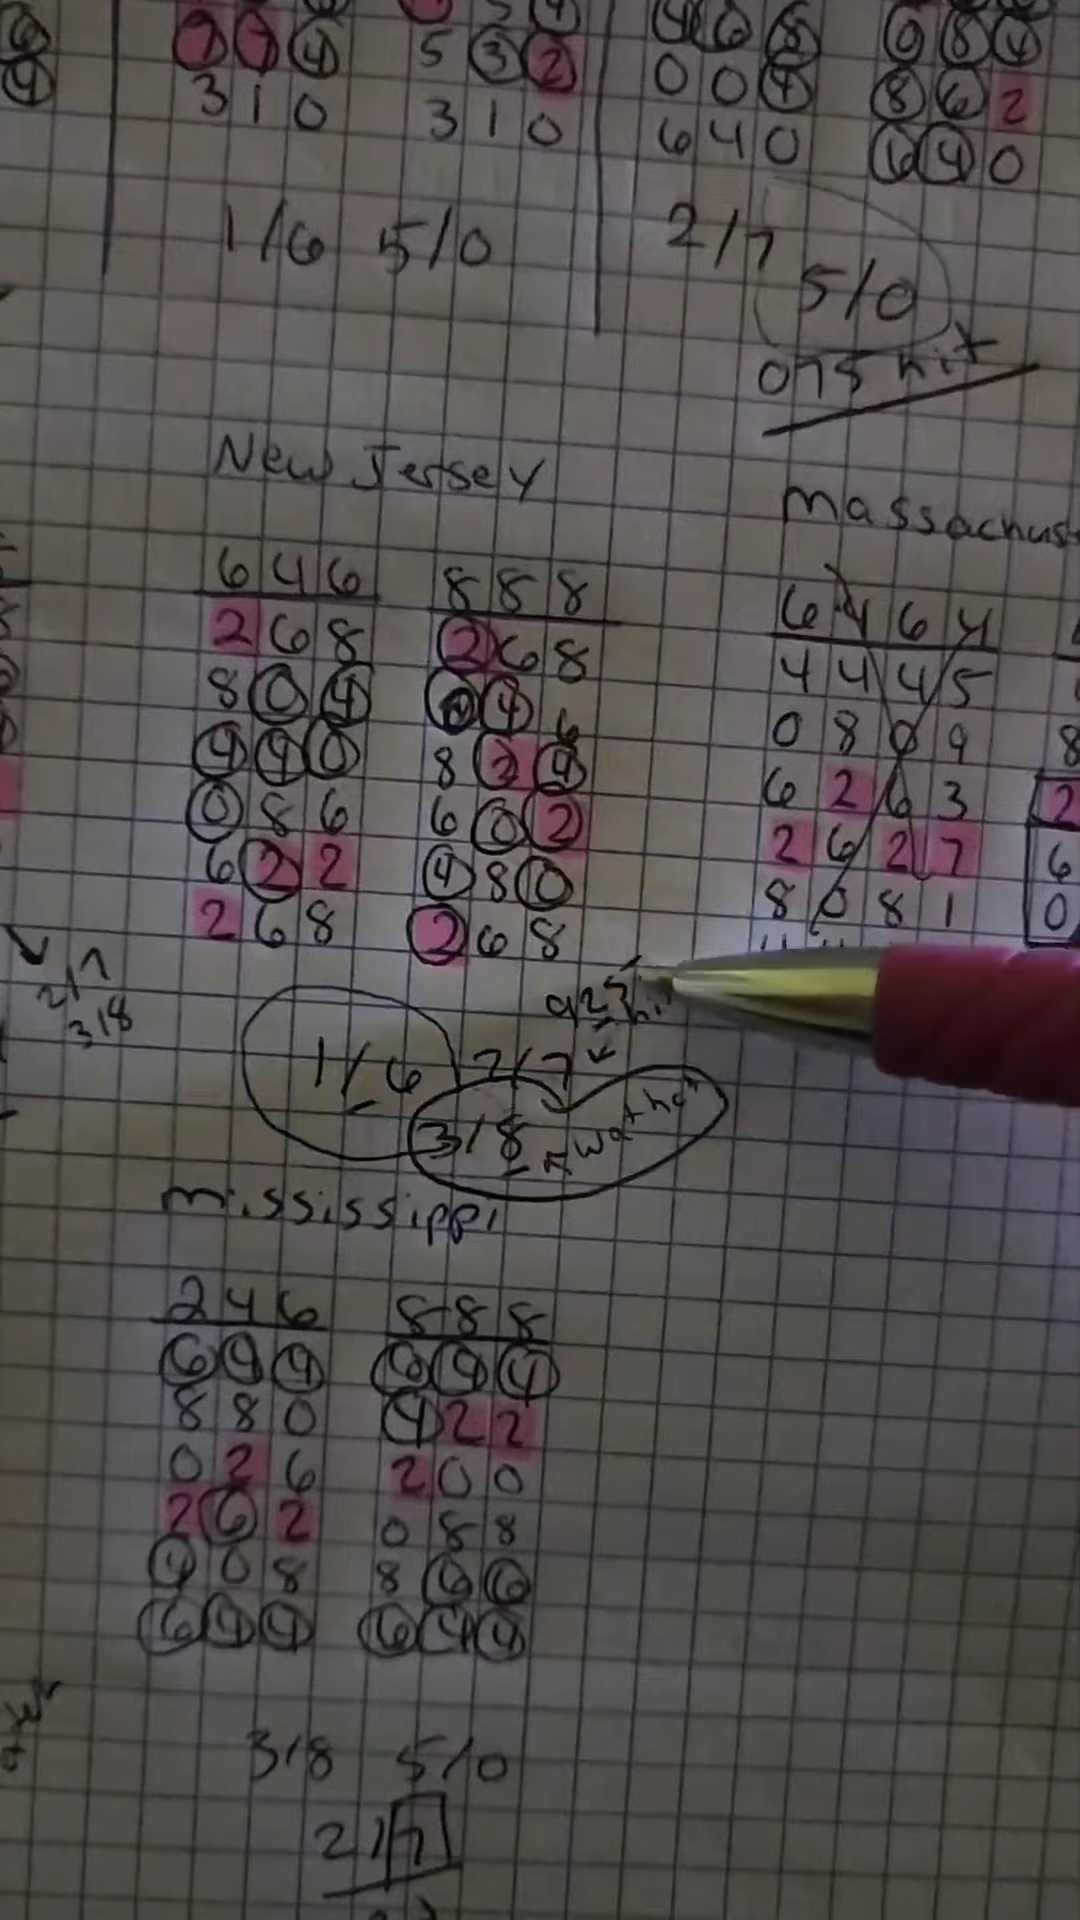 7 7 4 5 3 2
3 1 0 3 1 0
1/6 5/0
4 6 8 0 8 4
0 0 4 8 6 2
6 4 0 6 4 0
2/7
5/0
075 hit
New Jersey
6 4 6 8 8 8
2 6 8 2 6 8
8 0 4 0 4 6
4 4 0 8 2 4
0 8 6 6 0 2
6 2 2 4 8 0
2 6 8 2 6 8
1/6 2/7
3/8
Massachus
6 4 6 4
4 4 4 5
0 8 0 9 8
6 2 6 3 2
2 6 2 7 6
8 0 8 1 0
2/7
3/8
Mississippi
2 4 6 8 8 8
6 4 4 6 4 4
8 8 0 4 2 2
0 2 6 2 0 0
2 6 2 0 8 8
4 0 8 8 6 6
6 4 4 6 4 4
3/8 5/0
2/7